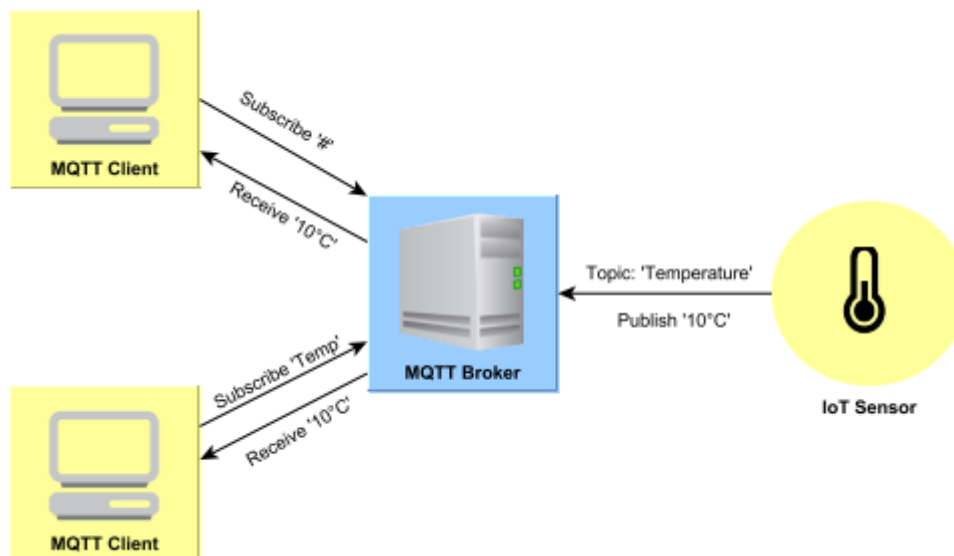 Subscribe '#'
MQTT Client
Receive '10°C'
Topic: 'Temperature'
Publish '10°C'
Subscribe 'Temp'
MQTT Broker
IoT Sensor
Receive '10°C'
MQTT Client